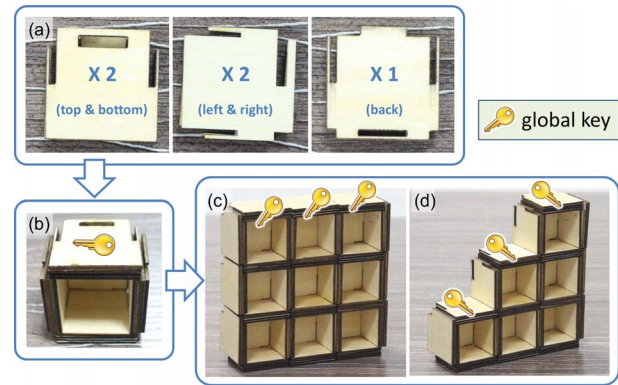 (a)
X 2
(top & bottom)
X 2
(left & right)
X 1
(back)
global key
(b)
(c)
(d)